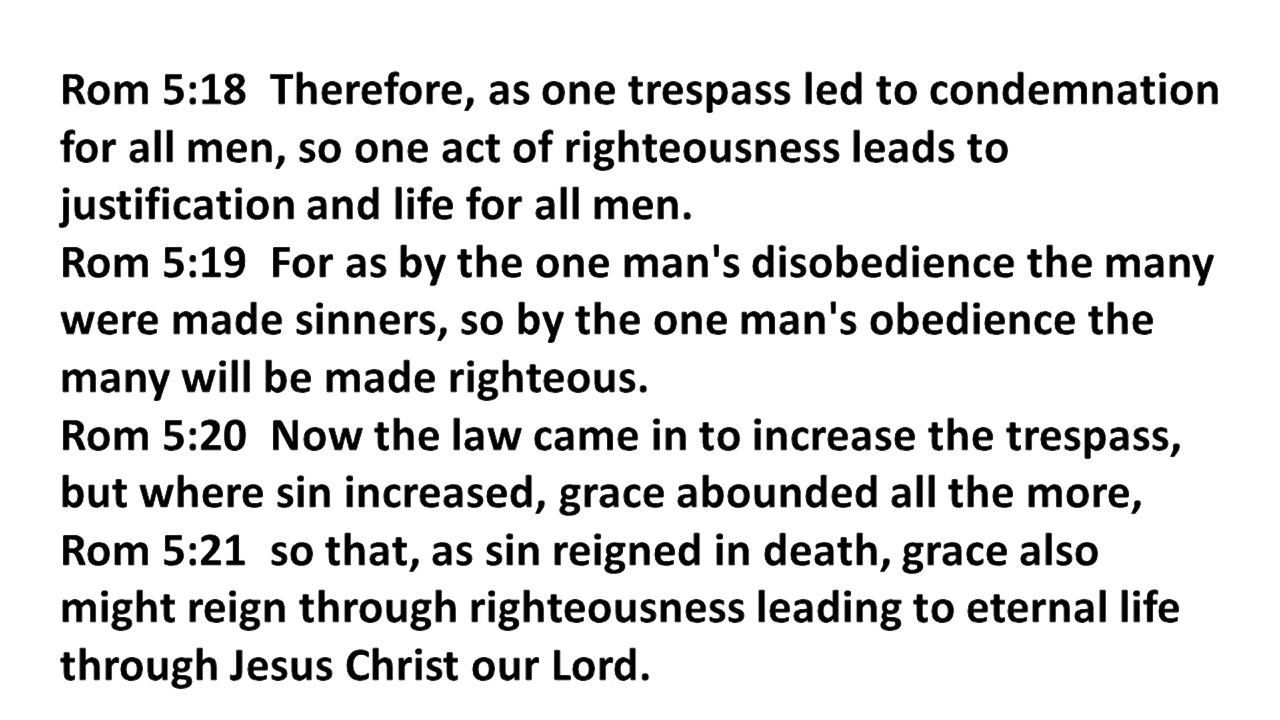 Rom 5:18  Therefore, as one trespass led to condemnation
for all men, so one act of righteousness leads to
justification and life for all men.
Rom 5:19  For as by the one man's disobedience the many
were made sinners, so by the one man's obedience the
many will be made righteous.
Rom 5:20  Now the law came in to increase the trespass,
but where sin increased, grace abounded all the more,
Rom 5:21  so that, as sin reigned in death, grace also
might reign through righteousness leading to eternal life
through Jesus Christ our Lord.